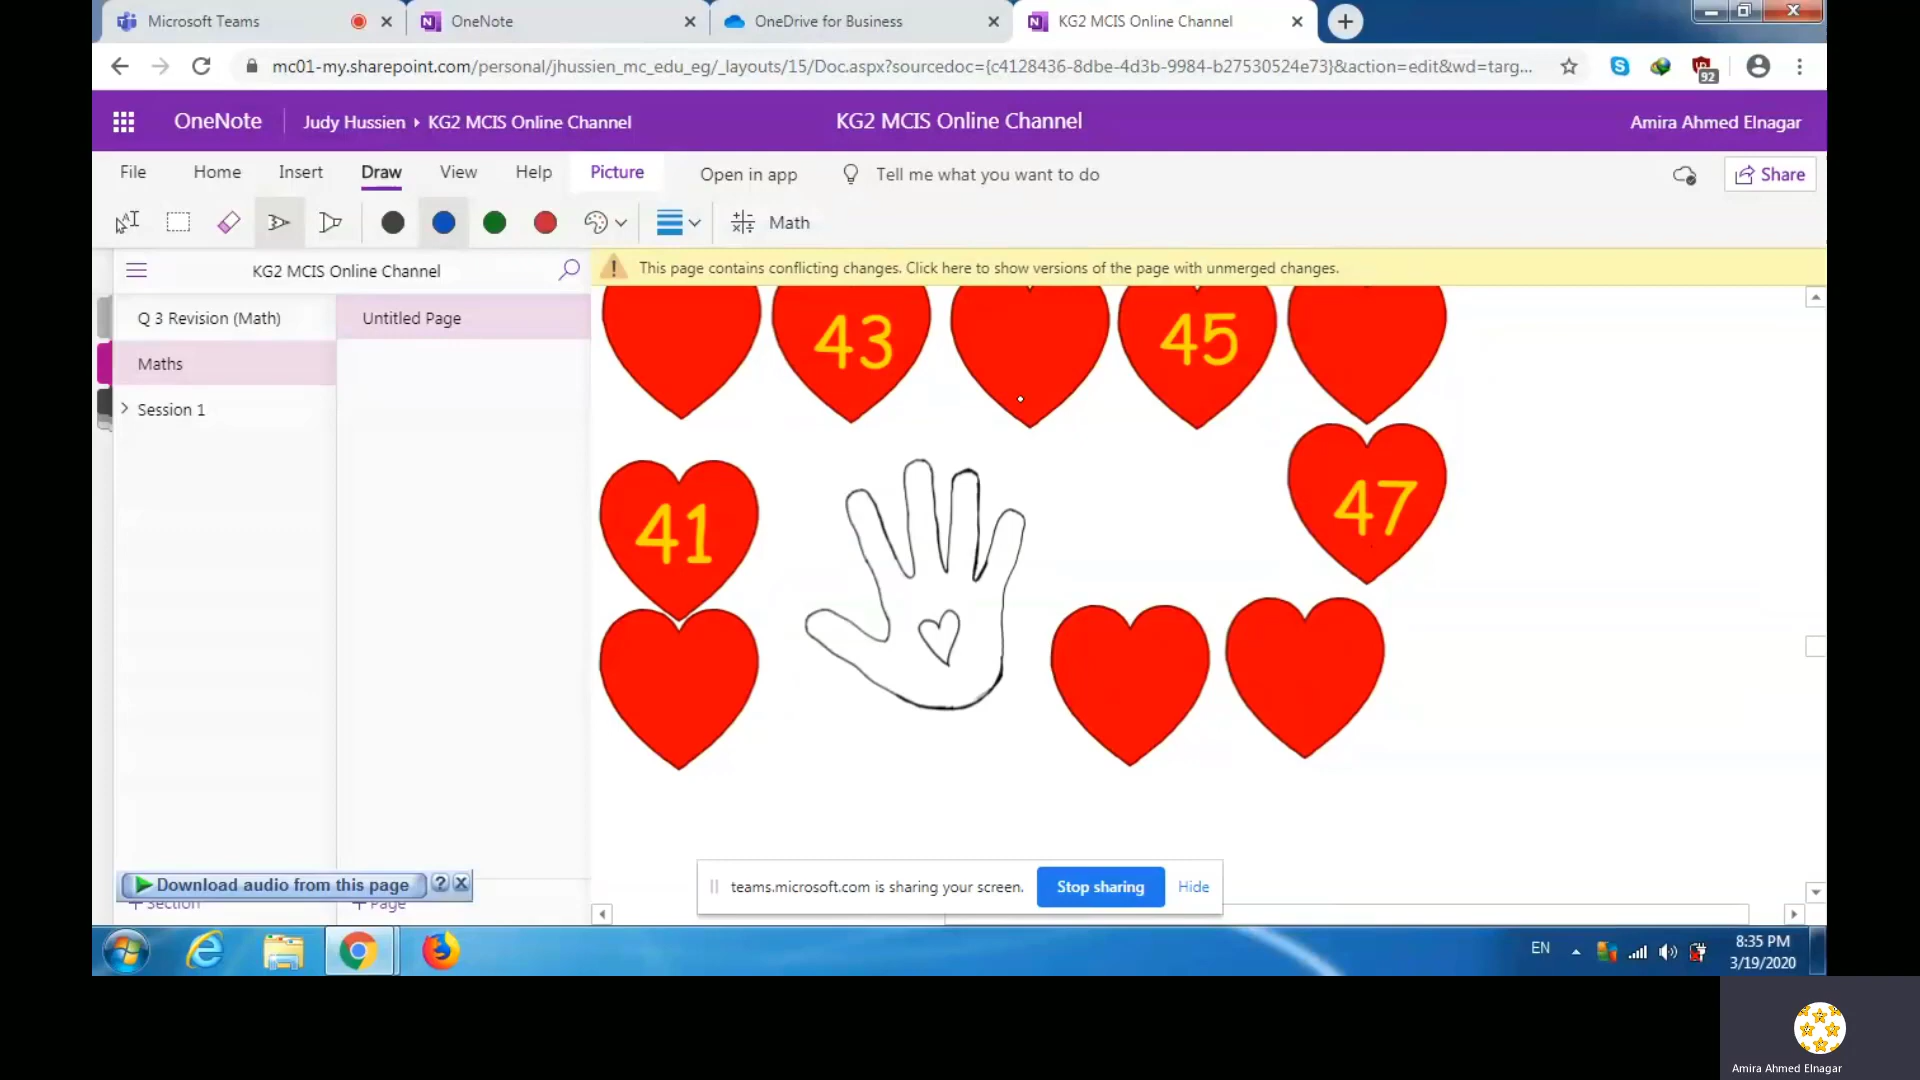 Microsoft Teams
OneNote
OneDrive for Business
KG2 MCIS Online Channel
mc01-my.sharepoint.com/personal/jhussien_mc_edu_eg/_layouts/15/Doc.aspx?sourcedoc={c4128436-8dbe-4d3b-9984-b27530524e73}&action=edit&wd=targ...
92
OneNote
Judy Hussien ▸ KG2 MCIS Online Channel
KG2 MCIS Online Channel
Amira Ahmed Elnagar
File Home Insert Draw View Help Picture Open in app Tell me what you want to do Share
Math
KG2 MCIS Online Channel
This page contains conflicting changes. Click here to show versions of the page with unmerged changes.
Q 3 Revision (Math)
Untitled Page
Maths
Session 1
43 45
41 47
Download audio from this page ?
+ Section + Page
teams.microsoft.com is sharing your screen. Stop sharing Hide
EN
8:35 PM
3/19/2020
Amira Ahmed Elnagar